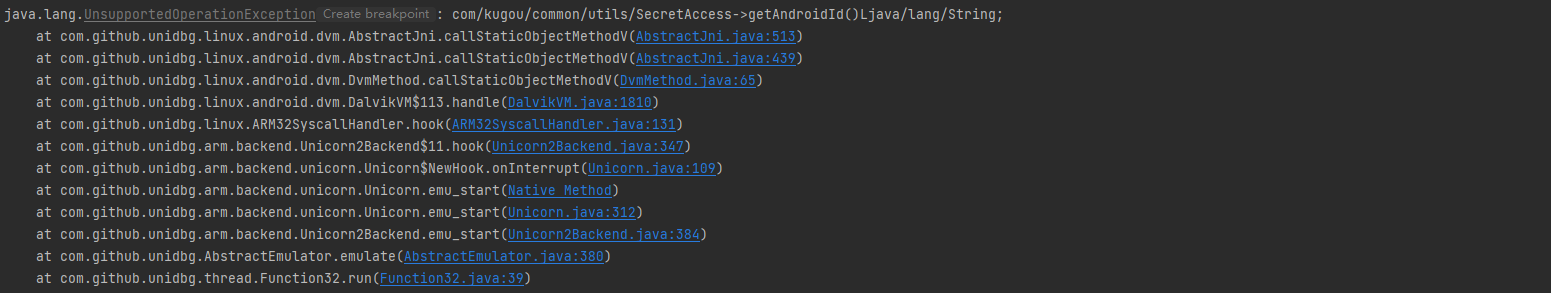 java.lang.UnsupportedOperationException Create breakpoint : com/kugou/common/utils/SecretAccess->getAndroidId()Ljava/lang/String;
at com.github.unidbg.linux.android.dvm.AbstractJni.callStaticObjectMethodV(AbstractJni.java:513)
at com.github.unidbg.linux.android.dvm.AbstractJni.callStaticObjectMethodV(AbstractJni.java:439)
at com.github.unidbg.linux.android.dvm.DvmMethod.callStaticObjectMethodV(DvmMethod.java:65)
at com.github.unidbg.linux.android.dvm.DalvikVM$113.handle(DalvikVM.java:1810)
at com.github.unidbg.linux.ARM32SyscallHandler.hook(ARM32SyscallHandler.java:131)
at com.github.unidbg.arm.backend.Unicorn2Backend$11.hook(Unicorn2Backend.java:347)
at com.github.unidbg.arm.backend.unicorn.Unicorn$NewHook.onInterrupt(Unicorn.java:109)
at com.github.unidbg.arm.backend.unicorn.Unicorn.emu_start(Native Method)
at com.github.unidbg.arm.backend.unicorn.Unicorn.emu_start(Unicorn.java:312)
at com.github.unidbg.arm.backend.Unicorn2Backend.emu_start(Unicorn2Backend.java:384)
at com.github.unidbg.AbstractEmulator.emulate(AbstractEmulator.java:380)
at com.github.unidbg.thread.Function32.run(Function32.java:39)